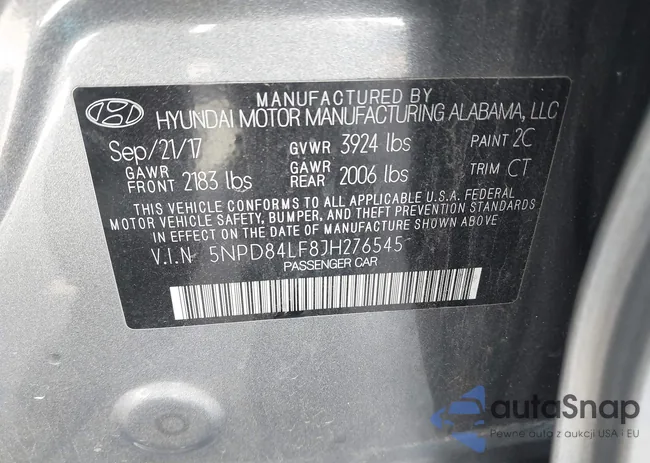 MANUFACTURED BY
HYUNDAI MOTOR MANUFACTURING ALABAMA, LLC
Sep/21/17 GVWR 3924 lbs PAINT 2C
GAWR FRONT 2183 lbs GAWR REAR 2006 lbs TRIM CT
THIS VEHICLE CONFORMS TO ALL APPLICABLE U.S.A. FEDERAL
MOTOR VEHICLE SAFETY, BUMPER, AND THEFT PREVENTION STANDARDS
IN EFFECT ON THE DATE OF MANUFACTURE SHOWN ABOVE
V.I.N 5NPD84LF8JH276545
PASSENGER CAR
autoSnap
Pewne auta z aukcji USA i EU